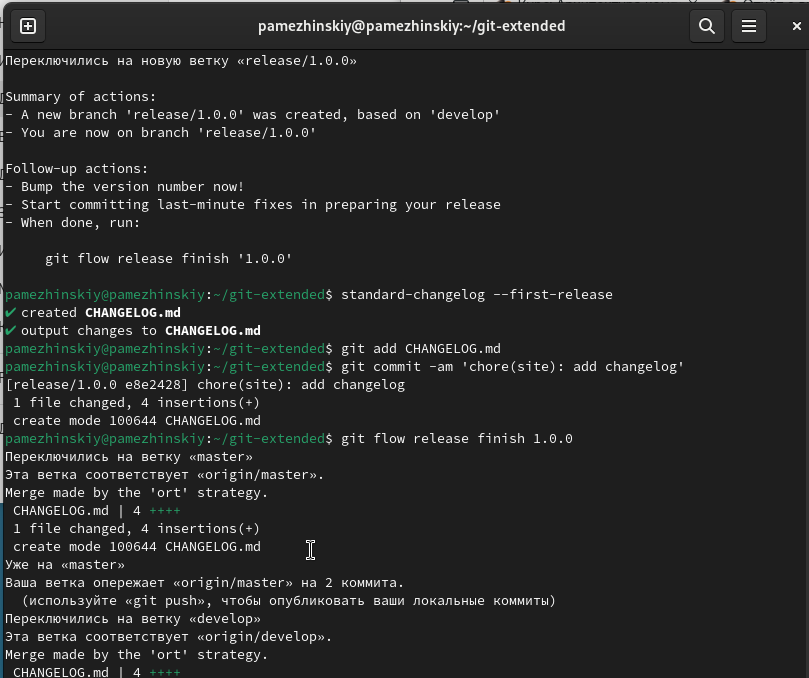 pamezhinskiy@pamezhinskiy:~/git-extended
Переключились на новую ветку «release/1.0.0»
Summary of actions:
- A new branch 'release/1.0.0' was created, based on 'develop'
- You are now on branch 'release/1.0.0'
Follow-up actions:
- Bump the version number now!
- Start committing last-minute fixes in preparing your release
- When done, run:
git flow release finish '1.0.0'
pamezhinskiy@pamezhinskiy:~/git-extended$ standard-changelog --first-release
✔ created CHANGELOG.md
✔ output changes to CHANGELOG.md
pamezhinskiy@pamezhinskiy:~/git-extended$ git add CHANGELOG.md
pamezhinskiy@pamezhinskiy:~/git-extended$ git commit -am 'chore(site): add changelog'
[release/1.0.0 e8e2428] chore(site): add changelog
1 file changed, 4 insertions(+)
create mode 100644 CHANGELOG.md
pamezhinskiy@pamezhinskiy:~/git-extended$ git flow release finish 1.0.0
Переключились на ветку «master»
Эта ветка соответствует «origin/master».
Merge made by the 'ort' strategy.
CHANGELOG.md | 4 ++++
1 file changed, 4 insertions(+)
create mode 100644 CHANGELOG.md
Уже на «master»
Ваша ветка опережает «origin/master» на 2 коммита.
(используйте «git push», чтобы опубликовать ваши локальные коммиты)
Переключились на ветку «develop»
Эта ветка соответствует «origin/develop».
Merge made by the 'ort' strategy.
CHANGELOG.md | 4 ++++